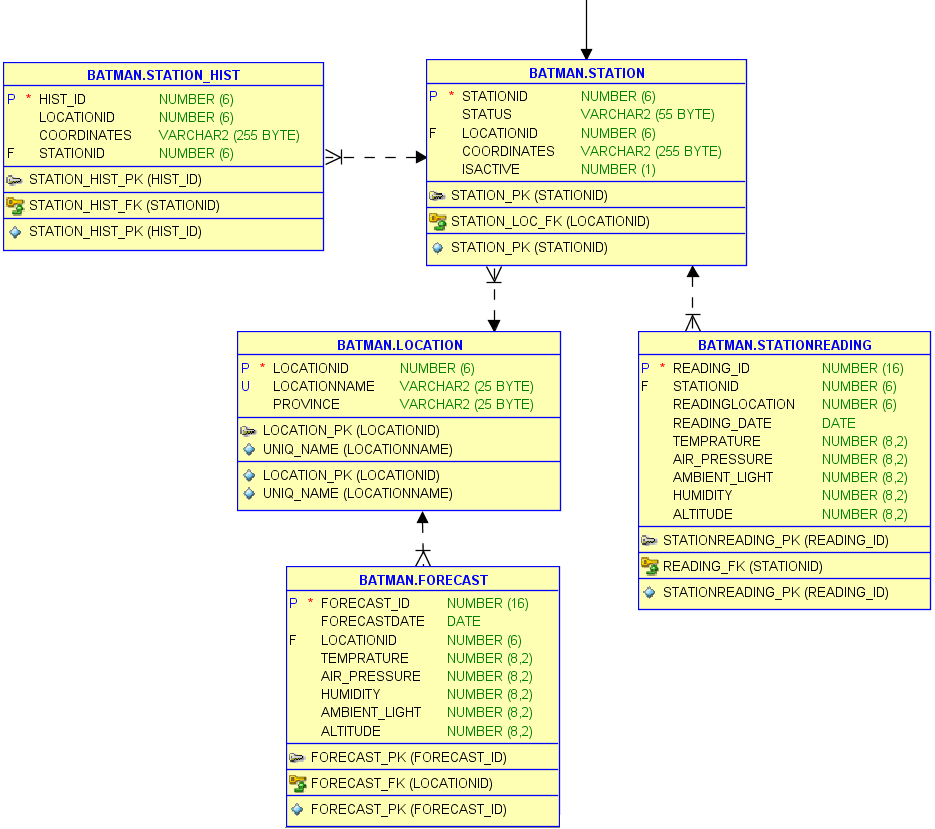 BATMAN.STATION_HIST
P * HIST_ID NUMBER (6)
LOCATIONID NUMBER (6)
COORDINATES VARCHAR2 (255 BYTE)
F STATIONID NUMBER (6)
STATION_HIST_PK (HIST_ID)
STATION_HIST_FK (STATIONID)
STATION_HIST_PK (HIST_ID)
BATMAN.STATION
P * STATIONID NUMBER (6)
STATUS VARCHAR2 (55 BYTE)
F LOCATIONID NUMBER (6)
COORDINATES VARCHAR2 (255 BYTE)
ISACTIVE NUMBER (1)
STATION_PK (STATIONID)
STATION_LOC_FK (LOCATIONID)
STATION_PK (STATIONID)
BATMAN.LOCATION
P * LOCATIONID NUMBER (6)
U LOCATIONNAME VARCHAR2 (25 BYTE)
PROVINCE VARCHAR2 (25 BYTE)
LOCATION_PK (LOCATIONID)
UNIQ_NAME (LOCATIONNAME)
LOCATION_PK (LOCATIONID)
UNIQ_NAME (LOCATIONNAME)
BATMAN.STATIONREADING
P * READING_ID NUMBER (16)
F STATIONID NUMBER (6)
READINGLOCATION NUMBER (6)
READING_DATE DATE
TEMPRATURE NUMBER (8,2)
AIR_PRESSURE NUMBER (8,2)
AMBIENT_LIGHT NUMBER (8,2)
HUMIDITY NUMBER (8,2)
ALTITUDE NUMBER (8,2)
STATIONREADING_PK (READING_ID)
READING_FK (STATIONID)
STATIONREADING_PK (READING_ID)
BATMAN.FORECAST
P * FORECAST_ID NUMBER (16)
FORECASTDATE DATE
F LOCATIONID NUMBER (6)
TEMPRATURE NUMBER (8,2)
AIR_PRESSURE NUMBER (8,2)
HUMIDITY NUMBER (8,2)
AMBIENT_LIGHT NUMBER (8,2)
ALTITUDE NUMBER (8,2)
FORECAST_PK (FORECAST_ID)
FORECAST_FK (LOCATIONID)
FORECAST_PK (FORECAST_ID)